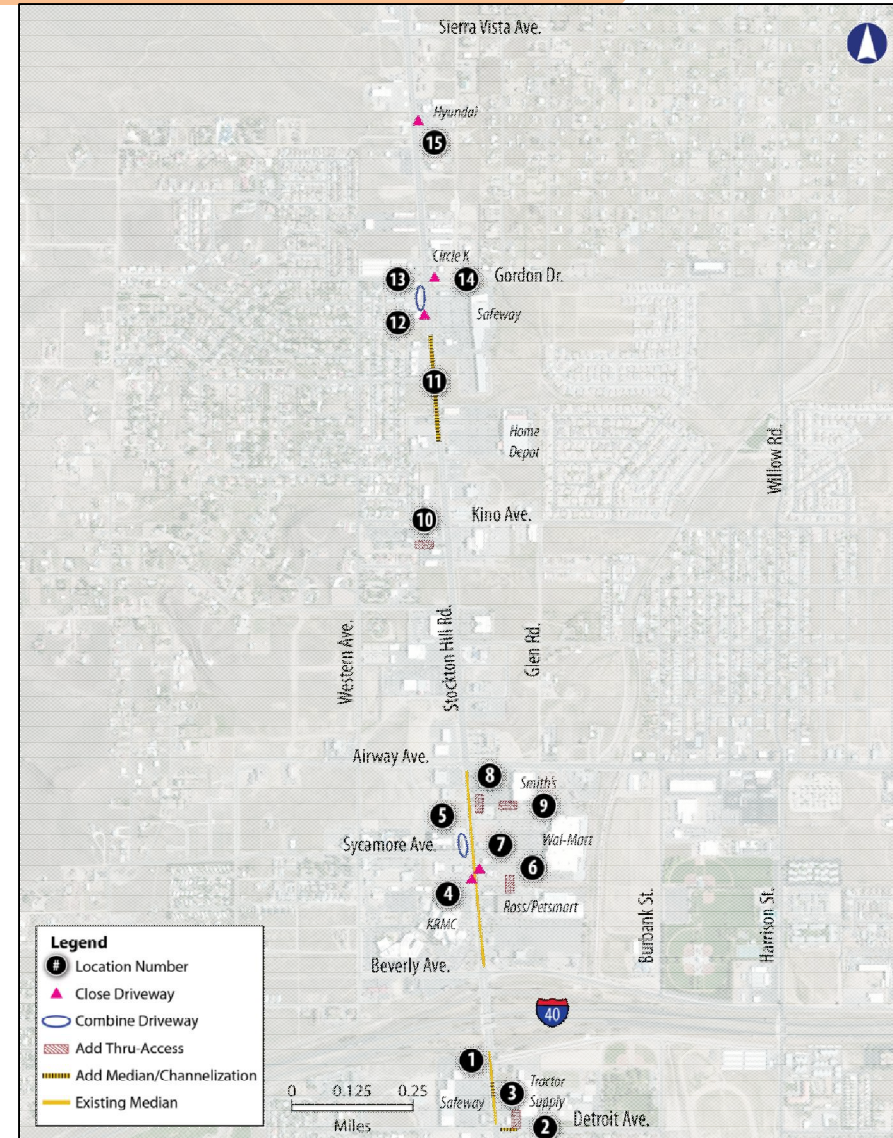 Sierra Vista Ave.
Hyundai
15
Circle K
13
14
Gordon Dr.
12
Safeway
11
Home
Depot
Willow Rd.
10
Kino Ave.
Western Ave.
Stockton Hill Rd.
Glen Rd.
Airway Ave.
8
Smith's
9
5
Sycamore Ave.
7
Wal-Mart
6
4
Ross/Petsmart
KRMC
Burbank St.
Harrison St.
Beverly Ave.
40
1
3
Tractor
Supply
Safeway
2
Detroit Ave.
Legend
# Location Number
Close Driveway
Combine Driveway
Add Thru-Access
Add Median/Channelization
Existing Median
0 0.125 0.25
Miles